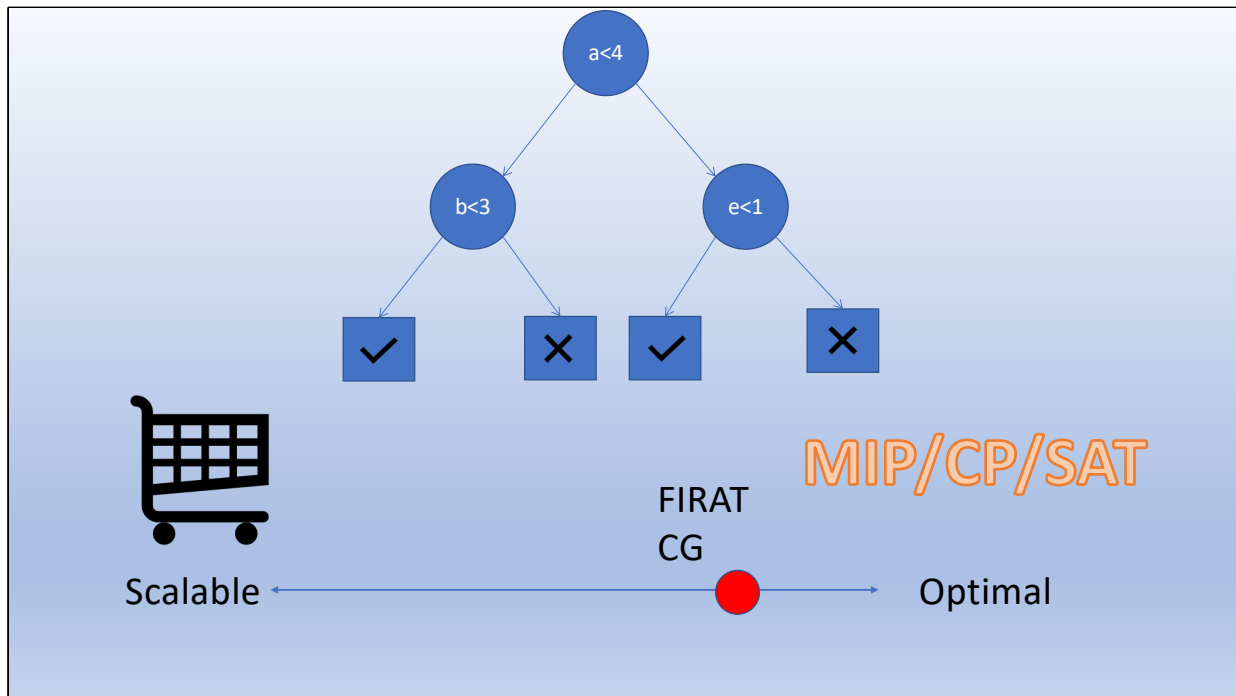 a<4
b<3
e<1
MIP/CP/SAT
FIRAT
CG
Scalable
Optimal